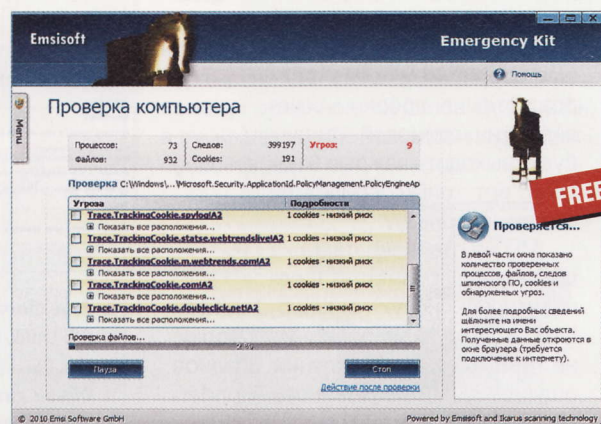 Emsisoft
Emergency Kit
Помощь
Menu
Проверка компьютера
Процессов: 73 Следов: 399197 Угроз: 9
Файлов: 932 Cookies: 191
Проверка C:\Windows\...\Microsoft.Security.ApplicationId.PolicyManagement.PolicyEngineAp
Угроза Подробности
Trace.TrackingCookie.spylog!A2 1 cookies - низкий риск
Показать все расположения...
Trace.TrackingCookie.statse.webtrendslive!A2 1 cookies - низкий риск
Показать все расположения...
Trace.TrackingCookie.m.webtrends.com!A2 1 cookies - низкий риск
Показать все расположения...
Trace.TrackingCookie.com!A2 1 cookies - низкий риск
Показать все расположения...
Trace.TrackingCookie.doubleclick.net!A2 1 cookies - низкий риск
Показать все расположения...
Проверка файлов...
Пауза Стоп
Действие после проверки
FREE
Проверяется...
В левой части окна показано
количество проверенных
процессов, файлов, следов
шпионского ПО, cookies и
обнаруженных угроз.
Для более подробных сведений
щёлкните на имени
интересующего Вас объекта.
Полученные данные откроются в
окне браузера (требуется
подключение к интернету).
© 2010 Emsi Software GmbH
Powered by Emsisoft and Ikarus scanning technology